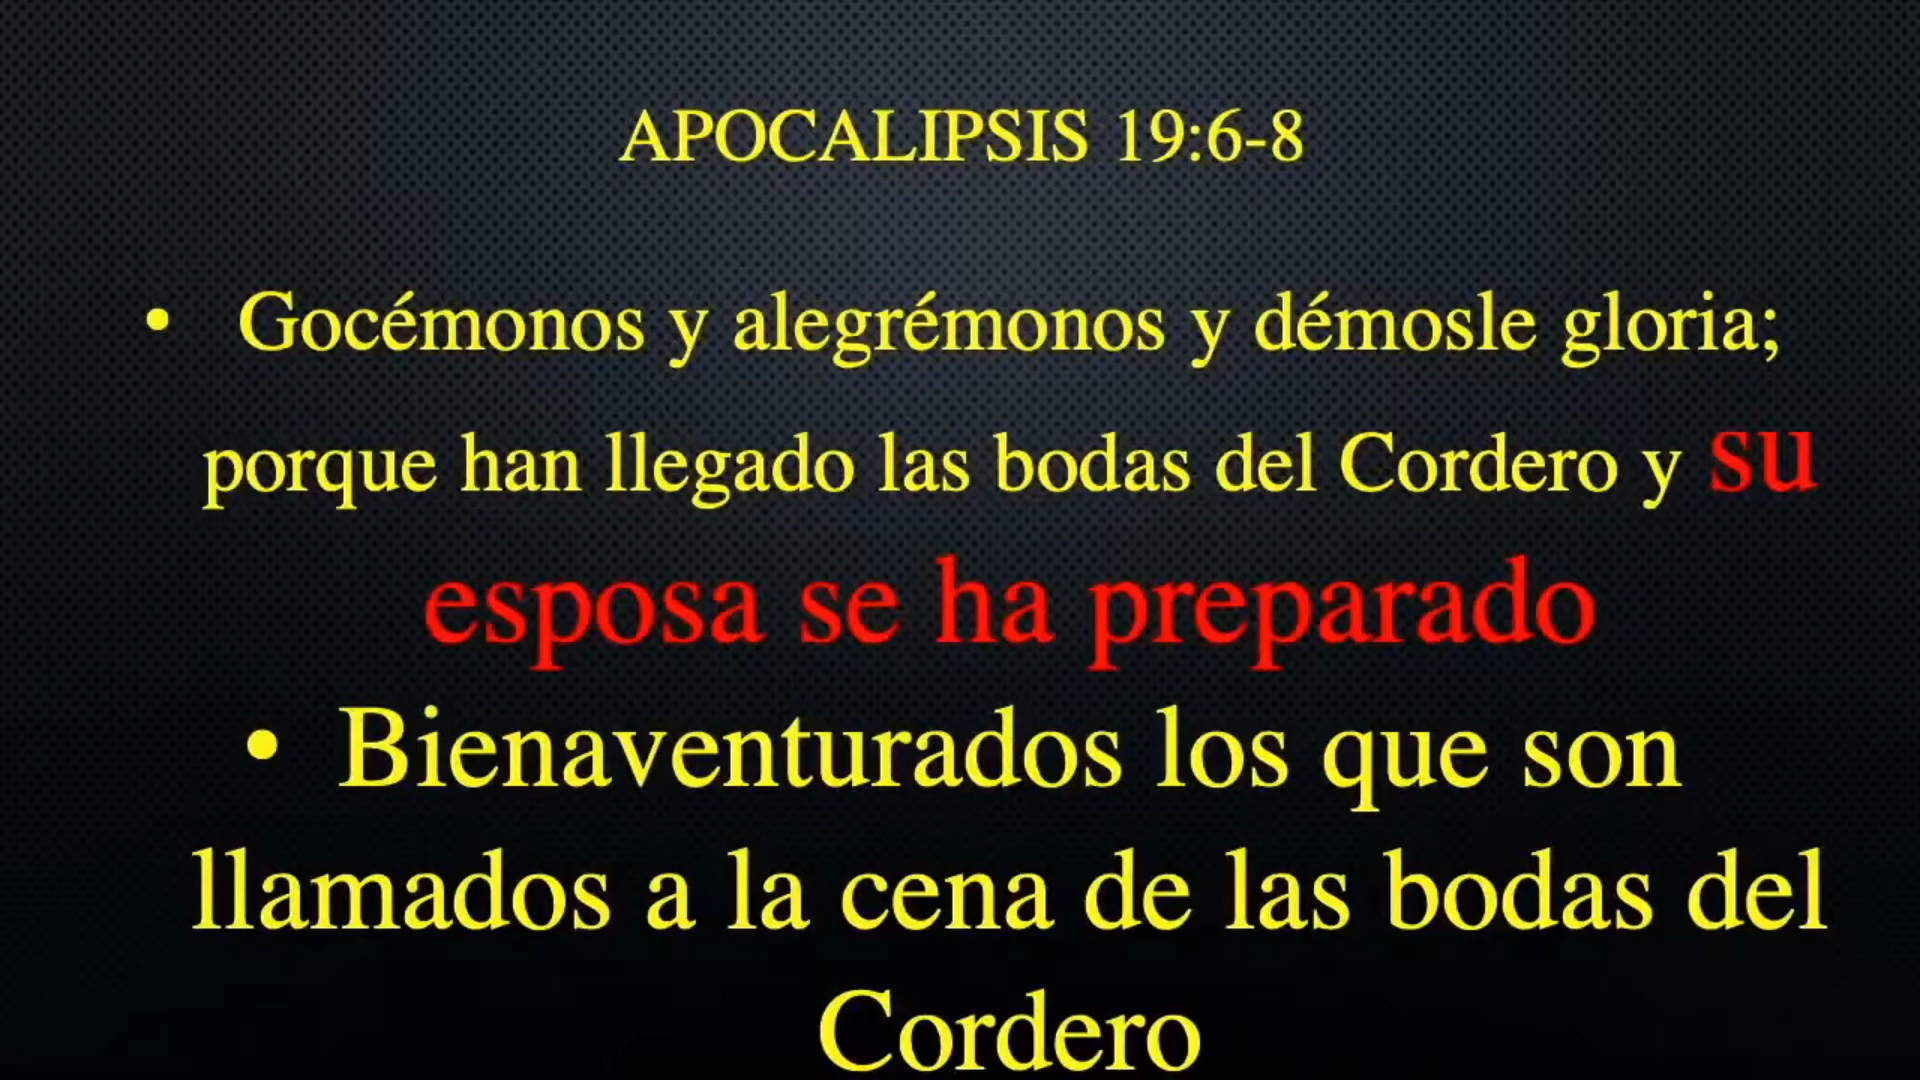 APOCALIPSIS 19:6-8
• Gocémonos y alegrémonos y démosle gloria;
porque han llegado las bodas del Cordero y su
esposa se ha preparado
• Bienaventurados los que son
llamados a la cena de las bodas del
Cordero